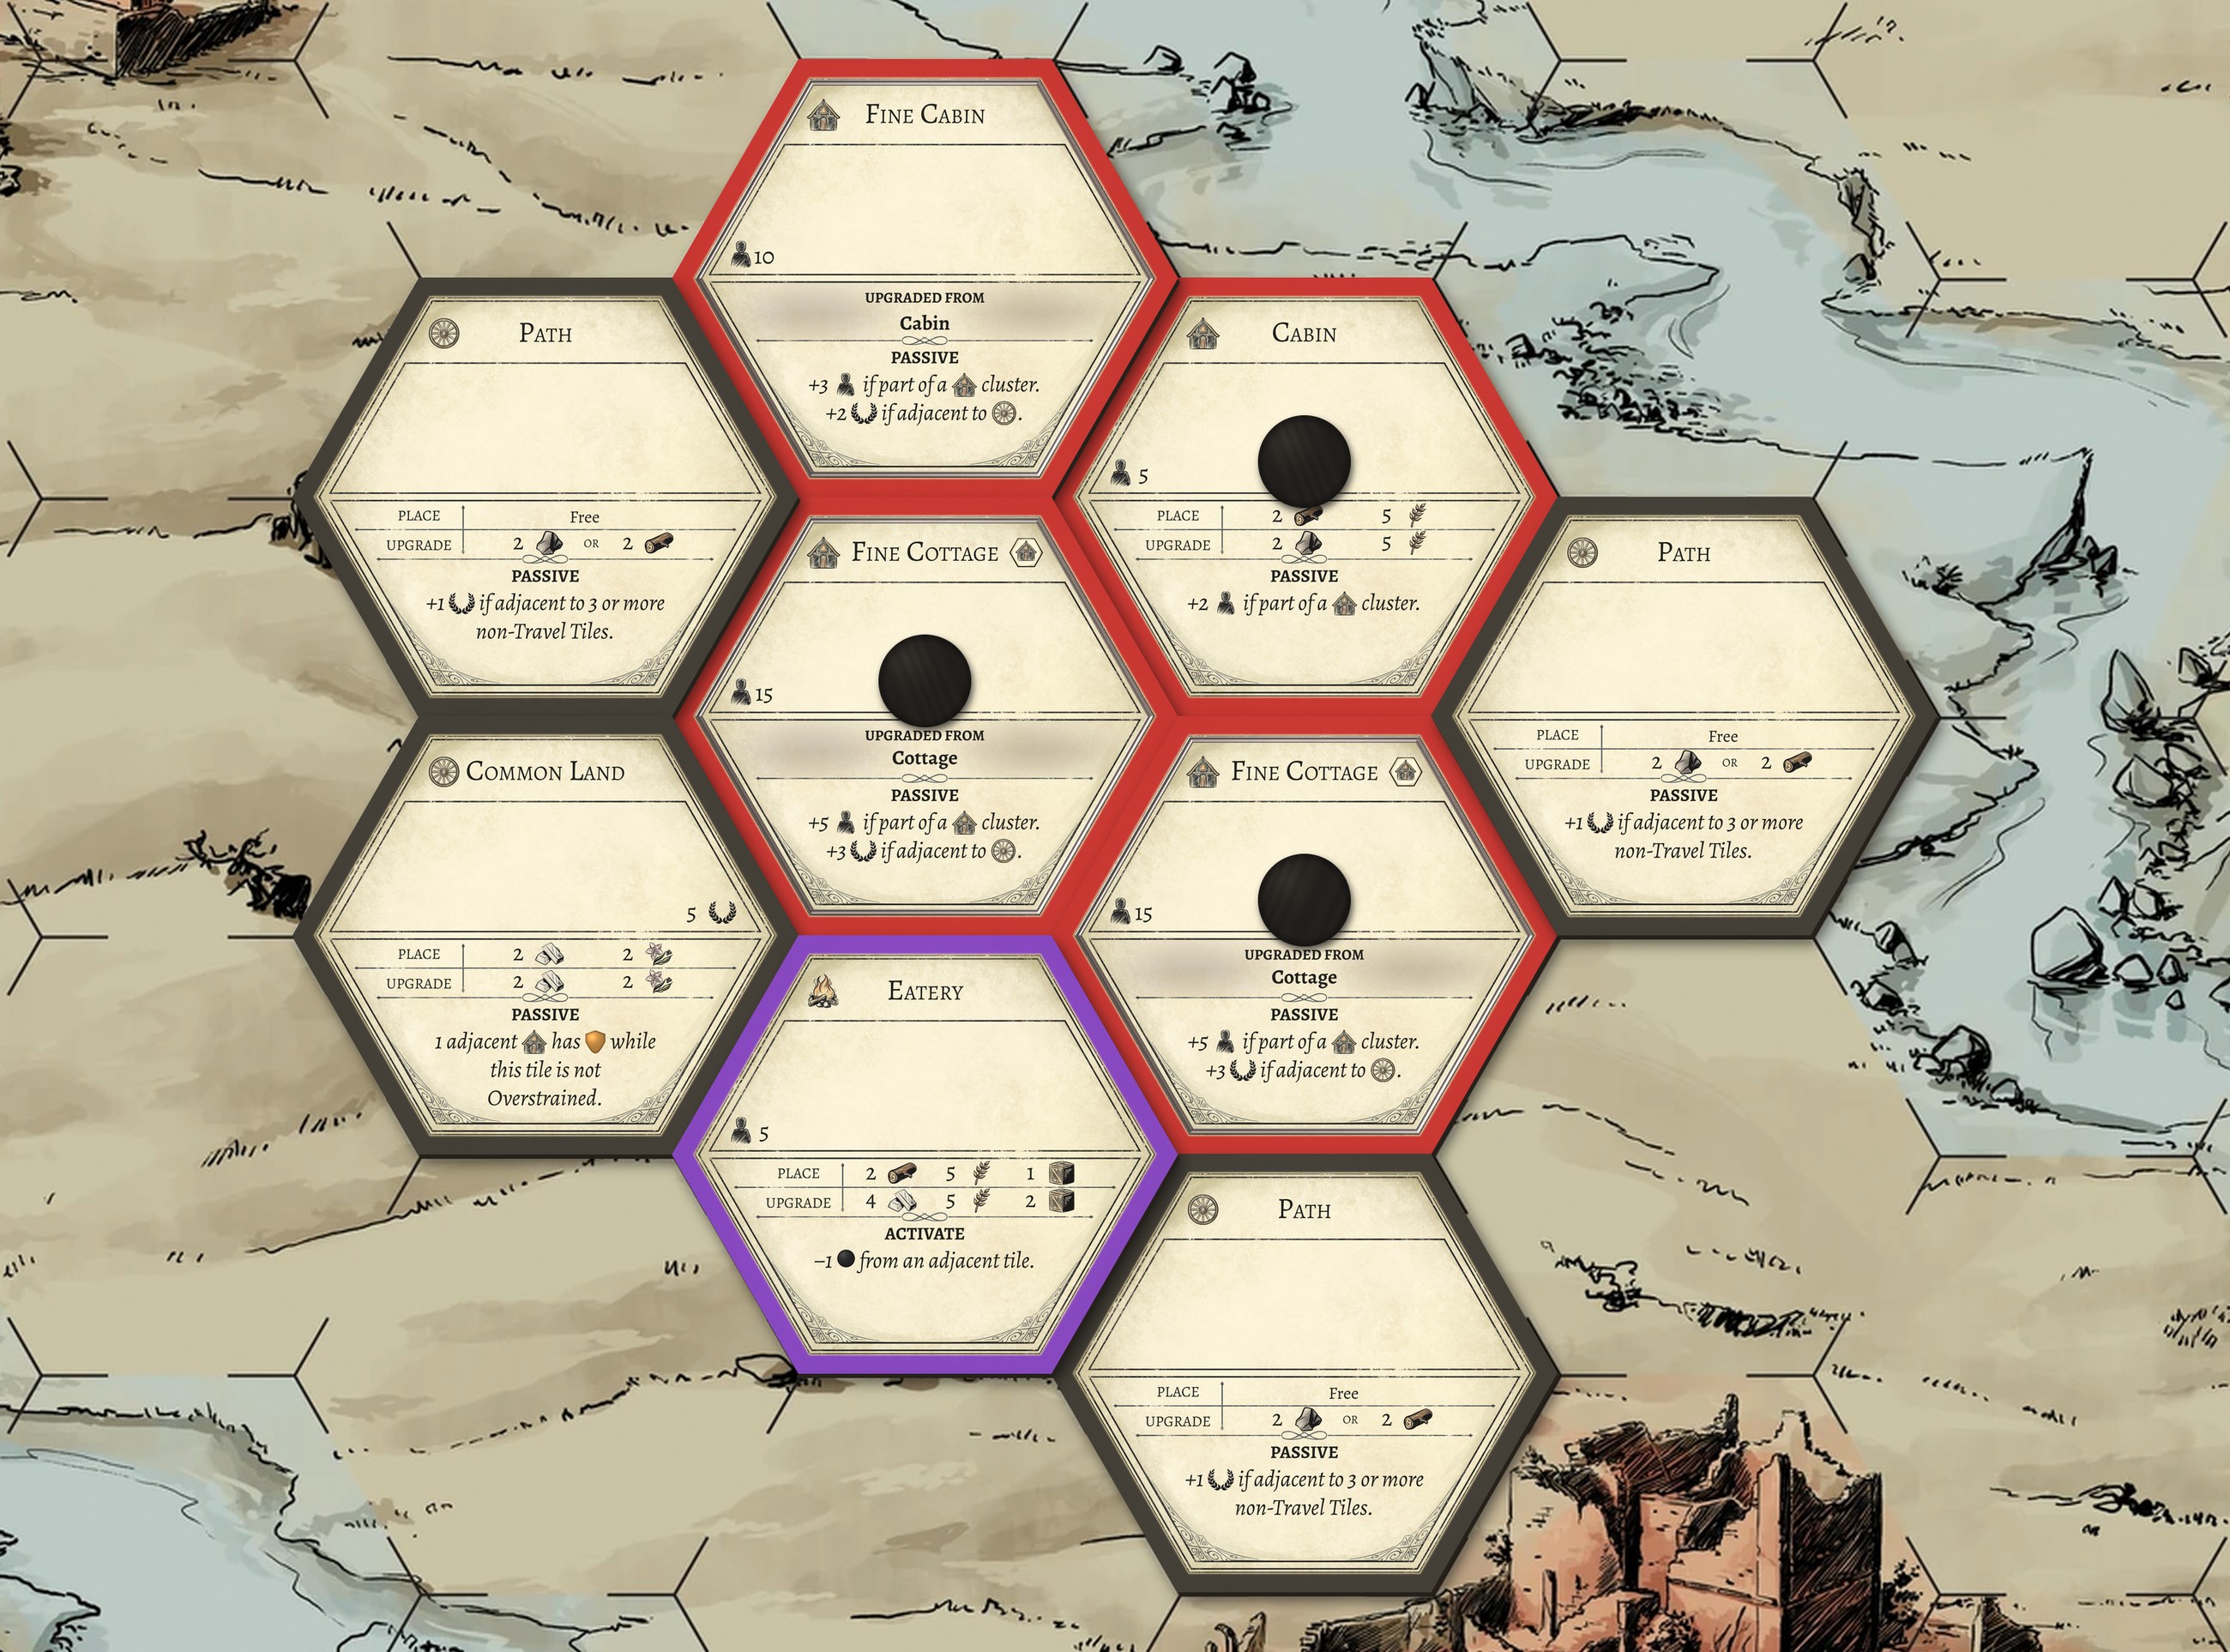 Fine Cabin
10
UPGRADED FROM
Cabin
PASSIVE
+3 if part of a cluster.
+2 if adjacent to .
Path
PLACE Free
UPGRADE 2 OR 2
PASSIVE
+1 if adjacent to 3 or more
non-Travel Tiles.
Cabin
5
PLACE 2 5
UPGRADE 2 5
PASSIVE
+2 if part of a cluster.
Fine Cottage
15
UPGRADED FROM
Cottage
PASSIVE
+5 if part of a cluster.
+3 if adjacent to .
Path
PLACE Free
UPGRADE 2 OR 2
PASSIVE
+1 if adjacent to 3 or more
non-Travel Tiles.
Common Land
5
PLACE 2 2
UPGRADE 2 2
PASSIVE
1 adjacent has while
this tile is not
Overstrained.
Fine Cottage
15
UPGRADED FROM
Cottage
PASSIVE
+5 if part of a cluster.
+3 if adjacent to .
Eatery
5
PLACE 2 5 1
UPGRADE 4 5 2
ACTIVATE
−1 from an adjacent tile.
Path
PLACE Free
UPGRADE 2 OR 2
PASSIVE
+1 if adjacent to 3 or more
non-Travel Tiles.